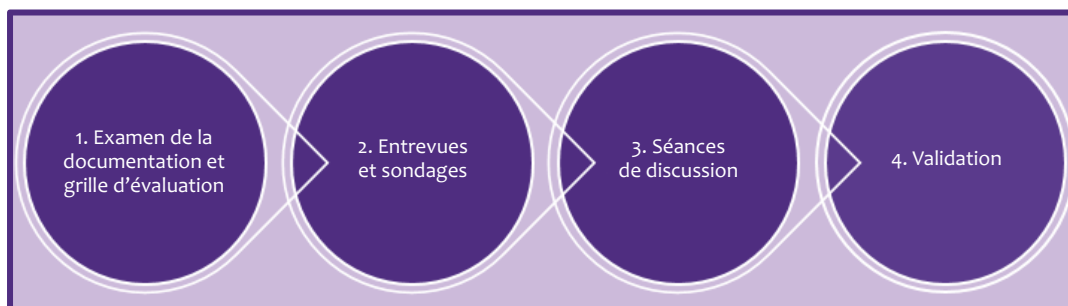 1. Examen de la
documentation et
grille d’évaluation
2. Entrevues
et sondages
3. Séances
de discussion
4. Validation